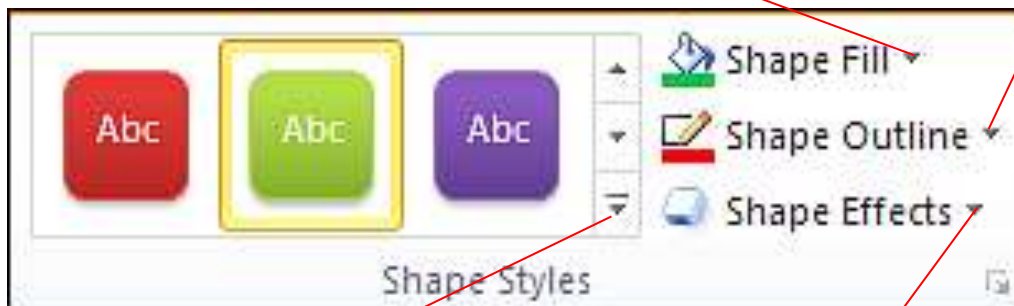 Abc Abc Abc
Shape Fill
Shape Outline
Shape Effects
Shape Styles